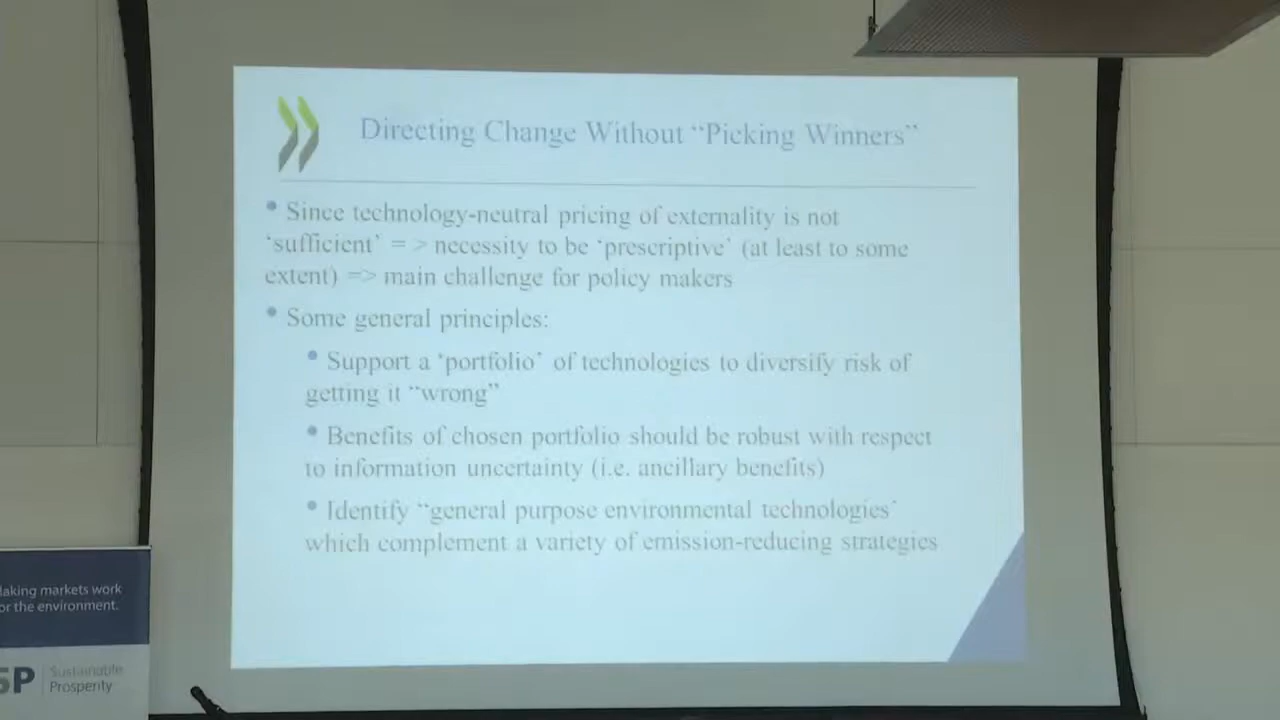 Directing Change Without “Picking Winners”
• Since technology-neutral pricing of externality is not
‘sufficient’ = > necessity to be ‘prescriptive’ (at least to some
extent) => main challenge for policy makers
• Some general principles:
• Support a ‘portfolio’ of technologies to diversify risk of
getting it “wrong”
• Benefits of chosen portfolio should be robust with respect
to information uncertainty (i.e. ancillary benefits)
• Identify “general purpose environmental technologies’
which complement a variety of emission-reducing strategies
aking markets work
or the environment.
SP
Sustainable
Prosperity